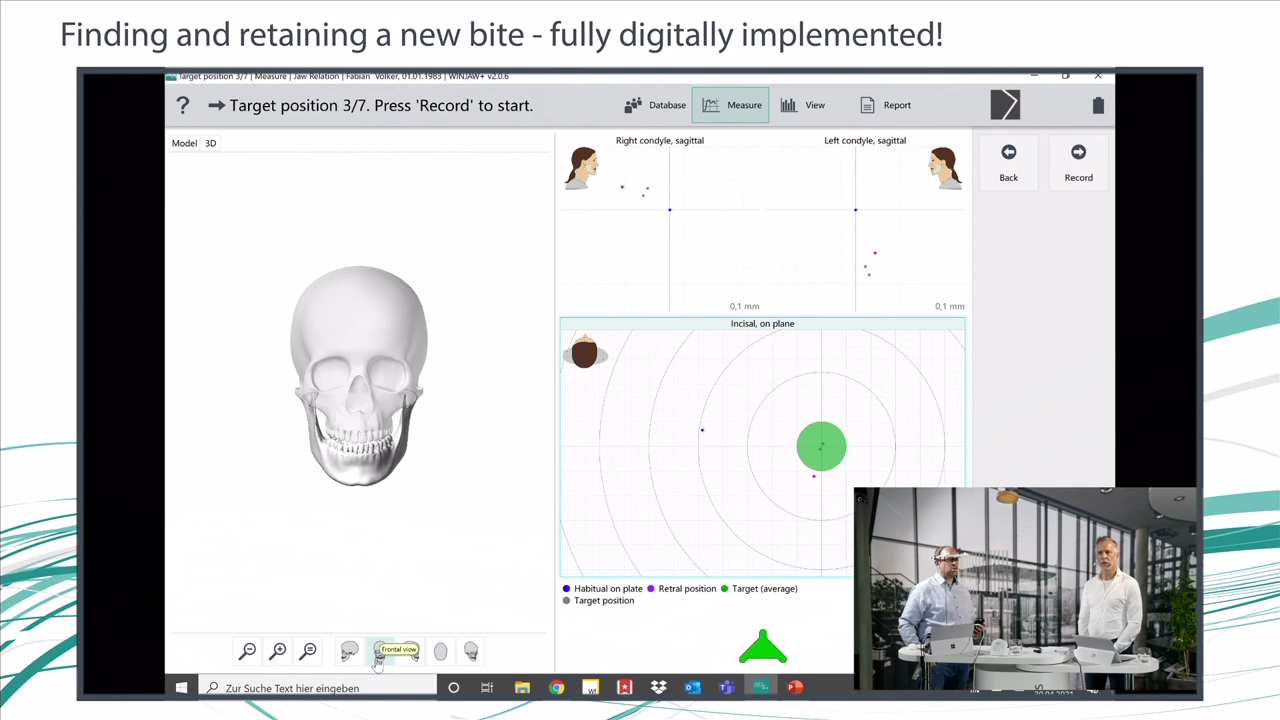 Finding and retaining a new bite - fully digitally implemented!
Target position 3/7 | Measure | Jaw Relation | Fabian Völker, 01.01.1983 | WINJAW+ v2.0.6
? Target position 3/7. Press 'Record' to start.
Database
Measure
View
Report
Model 3D
Right condyle, sagittal
Left condyle, sagittal
Back
Record
0,1 mm
0,1 mm
Incisal, on plane
Habitual on plate
Retral position
Target (average)
Target position
Frontal view
Zur Suche Text hier eingeben